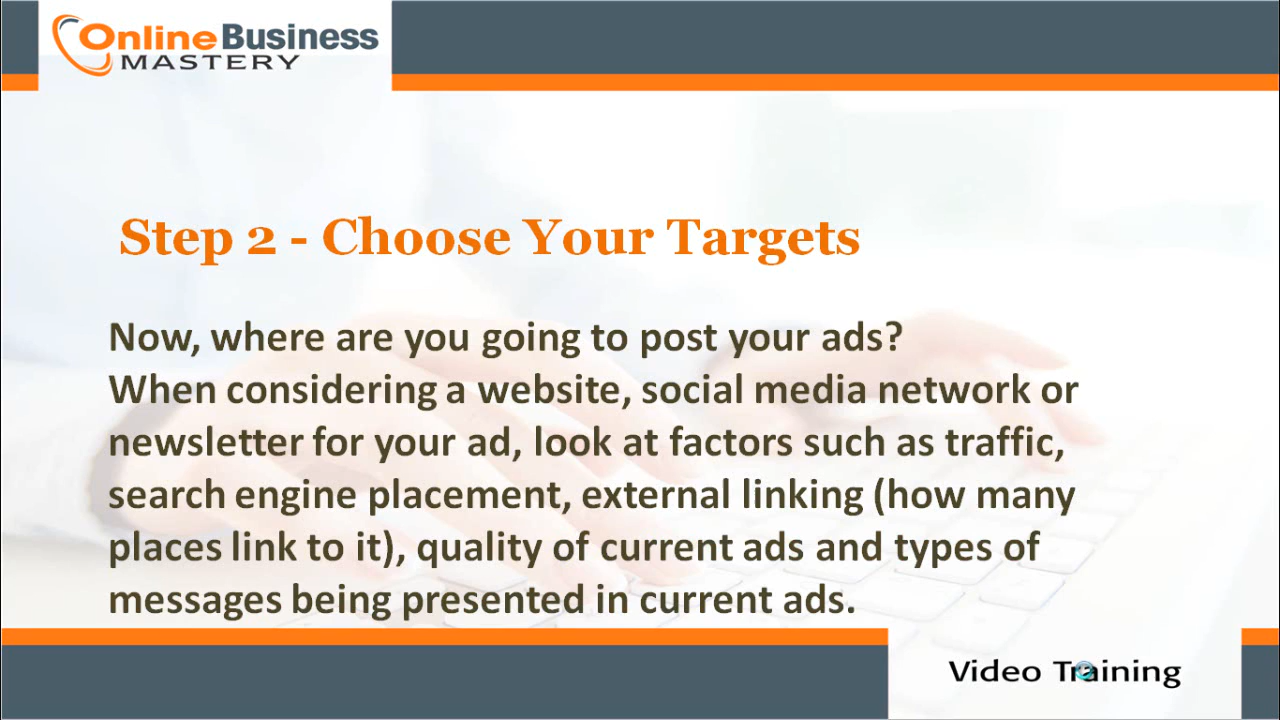 Online Business
MASTERY
Step 2 - Choose Your Targets
Now, where are you going to post your ads?
When considering a website, social media network or
newsletter for your ad, look at factors such as traffic,
search engine placement, external linking (how many
places link to it), quality of current ads and types of
messages being presented in current ads.
Video Training